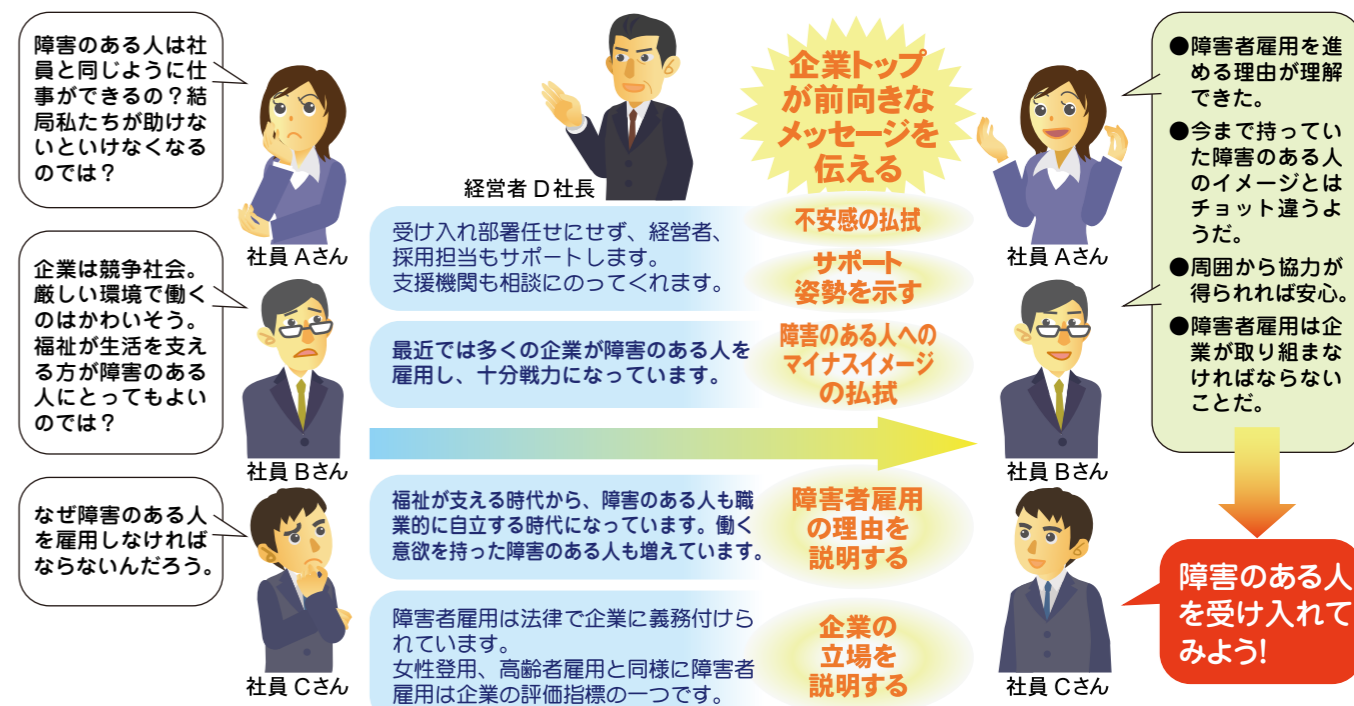 障害のある人は社
員と同じように仕
事ができるの？結
局私たちが助けな
いといけなくなる
のでは？
社員 Aさん
企業は競争社会。
厳しい環境で働く
のはかわいそう。
福祉が生活を支え
る方が障害のある
人にとってもよい
のでは？
社員 Bさん
なぜ障害のある人
を雇用しなければ
ならないんだろう。
社員 Cさん
経営者 D社長
企業トップ
が前向きな
メッセージを
伝える
受け入れ部署任せにせず、経営者、
採用担当もサポートします。
支援機関も相談にのってくれます。
不安感の払拭
サポート
姿勢を示す
最近では多くの企業が障害のある人を
雇用し、十分戦力になっています。
障害のある人への
マイナスイメージ
の払拭
福祉が支える時代から、障害のある人も職
業的に自立する時代になっています。働く
意欲を持った障害のある人も増えています。
障害者雇用
の理由を
説明する
障害者雇用は法律で企業に義務付けら
れています。
女性登用、高齢者雇用と同様に障害者
雇用は企業の評価指標の一つです。
企業の
立場を
説明する
社員 Aさん
社員 Bさん
社員 Cさん
●障害者雇用を進
める理由が理解
できた。
●今まで持ってい
た障害のある人
のイメージとは
チョット違うよ
うだ。
●周囲から協力が
得られれば安心。
●障害者雇用は企
業が取り組まな
ければならない
ことだ。
障害のある人
を受け入れて
みよう!